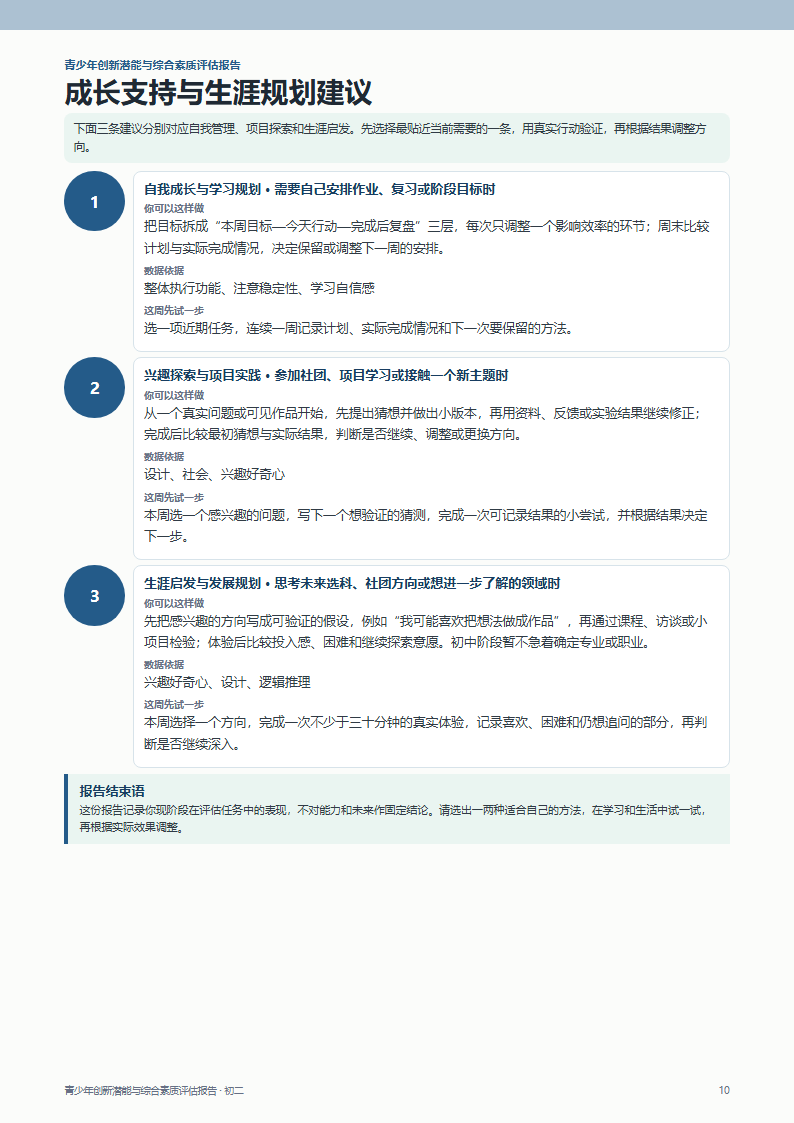 青少年创新潜能与综合素质评估报告
成长支持与生涯规划建议
下面三条建议分别对应自我管理、项目探索和生涯启发。先选择最贴近当前需要的一条，用真实行动验证，再根据结果调整方
向。
1
自我成长与学习规划 • 需要自己安排作业、复习或阶段目标时
你可以这样做
把目标拆成“本周目标—今天行动—完成后复盘”三层，每次只调整一个影响效率的环节；周末比较
计划与实际完成情况，决定保留或调整下一周的安排。
数据依据
整体执行功能、注意稳定性、学习自信感
这周先试一步
选一项近期任务，连续一周记录计划、实际完成情况和下一次要保留的方法。
2
兴趣探索与项目实践 • 参加社团、项目学习或接触一个新主题时
你可以这样做
从一个真实问题或可见作品开始，先提出猜想并做出小版本，再用资料、反馈或实验结果继续修正；
完成后比较最初猜想与实际结果，判断是否继续、调整或更换方向。
数据依据
设计、社会、兴趣好奇心
这周先试一步
本周选一个感兴趣的问题，写下一个想验证的猜测，完成一次可记录结果的小尝试，并根据结果决定
下一步。
3
生涯启发与发展规划 • 思考未来选科、社团方向或想进一步了解的领域时
你可以这样做
先把感兴趣的方向写成可验证的假设，例如“我可能喜欢把想法做成作品”，再通过课程、访谈或小
项目检验；体验后比较投入感、困难和继续探索意愿。初中阶段暂不急着确定专业或职业。
数据依据
兴趣好奇心、设计、逻辑推理
这周先试一步
本周选择一个方向，完成一次不少于三十分钟的真实体验，记录喜欢、困难和仍想追问的部分，再判
断是否继续深入。
报告结束语
这份报告记录你现阶段在评估任务中的表现，不对能力和未来作固定结论。请选出一两种适合自己的方法，在学习和生活中试一试，
再根据实际效果调整。
青少年创新潜能与综合素质评估报告 · 初二
10